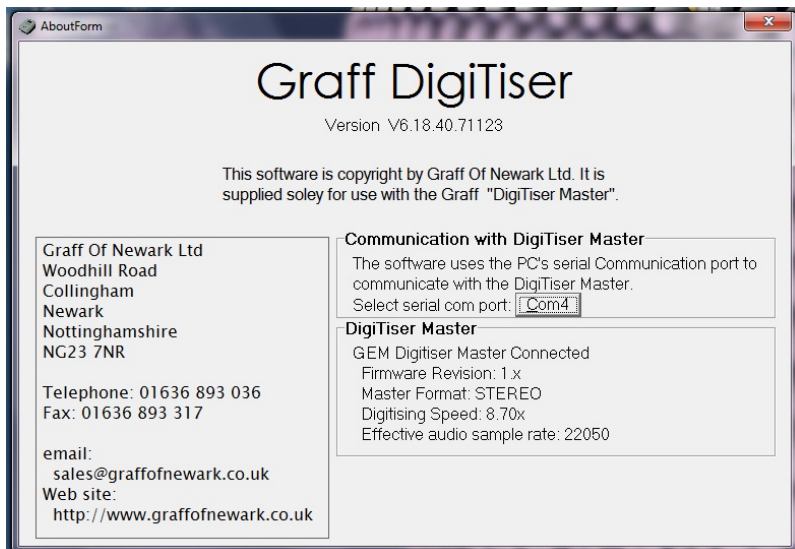 AboutForm
Graff DigiTiser
Version V6.18.40.71123
This software is copyright by Graff Of Newark Ltd. It is
supplied soley for use with the Graff "DigiTiser Master".
Graff Of Newark Ltd
Woodhill Road
Collingham
Newark
Nottinghamshire
NG23 7NR
Telephone: 01636 893 036
Fax: 01636 893 317
email:
sales@graffofnewark.co.uk
Web site:
http://www.graffofnewark.co.uk
Communication with DigiTiser Master
The software uses the PC's serial Communication port to
communicate with the DigiTiser Master.
Select serial com port: Com4
DigiTiser Master
GEM Digitiser Master Connected
Firmware Revision: 1.x
Master Format: STEREO
Digitising Speed: 8.70x
Effective audio sample rate: 22050